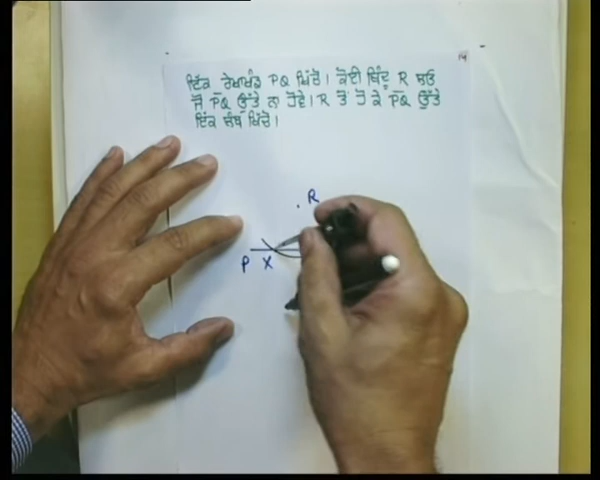 ਇੱਕ ਰੇਖਾਖੰਡ PQ ਖਿੱਚੋ। ਕੋਈ ਬਿੰਦੂ R ਲਓ
ਜੋ PQ ਉੱਤੇ ਨਾ ਹੋਵੇ। R ਤੋਂ ਹੋ ਕੇ PQ ਉੱਤੇ
ਇੱਕ ਲੰਬ ਖਿੱਚੋ।
R
P X